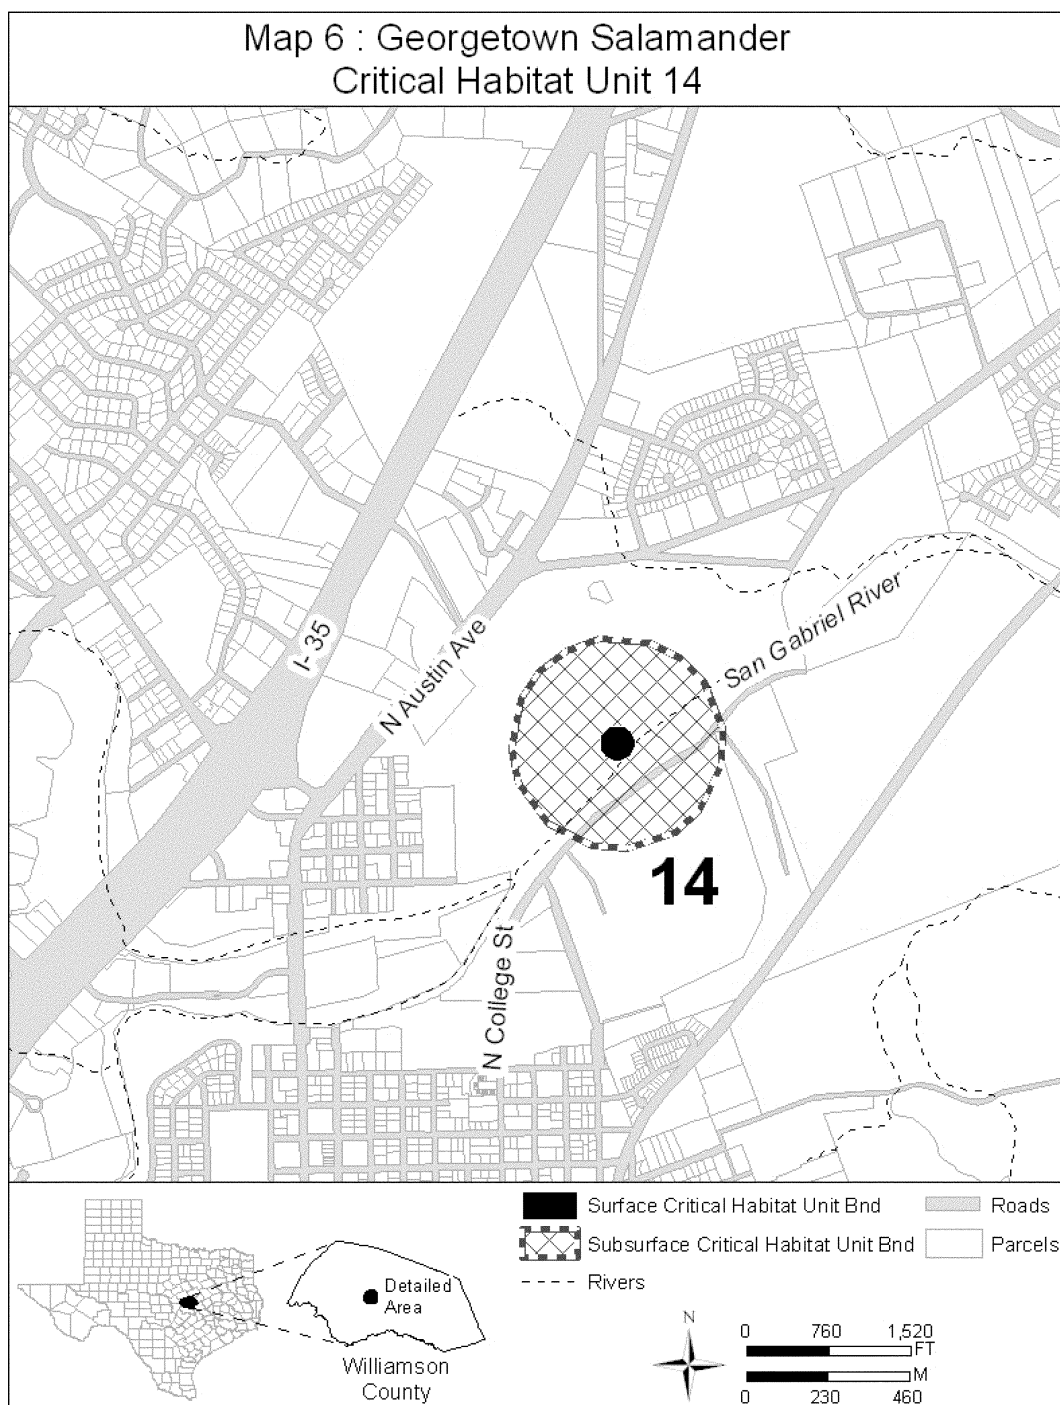 Map 6 : Georgetown Salamander
Critical Habitat Unit 14
I- 35
N Austin Ave
San Gabriel River
14
N College St
Detailed
Area
Williamson
County
Surface Critical Habitat Unit Bnd
Subsurface Critical Habitat Unit Bnd
Rivers
Roads
Parcels
N
0 760 1,520
FT
M
0 230 460